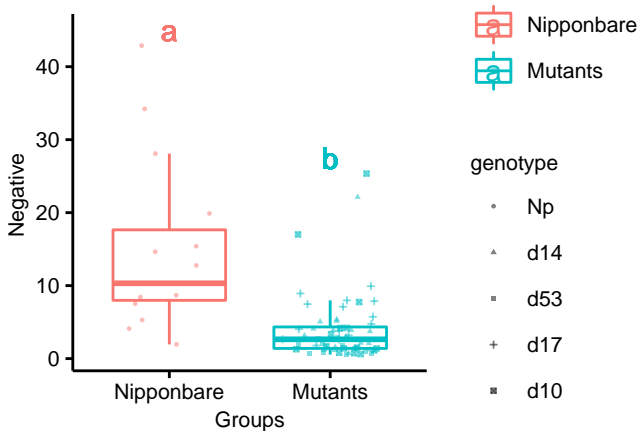 a
b
40
30
20
10
0
Negative
Nipponbare Mutants
Groups
a Nipponbare
a Mutants
genotype
Np
d14
d53
d17
d10